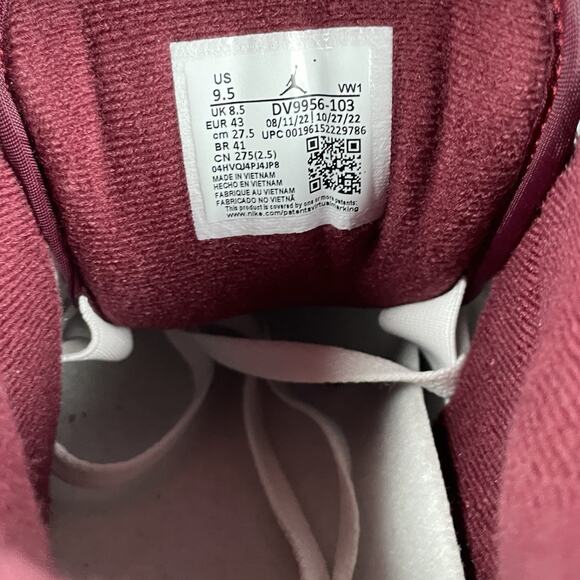 US
9.5
VW1
UK 8.5 DV9956-103
EUR 43 08/11/22 10/27/22
cm 27.5 UPC 00196152229786
BR 41
CN 275(2.5)
04HVQJ4PJ4JP8
MADE IN VIETNAM
HECHO EN VIETNAM
FABRIQUE AU VIETNAM
FABRICADO NO VIETNÃ
This product is covered by one or more patents:
www.nike.com/patentsvirtualmarking